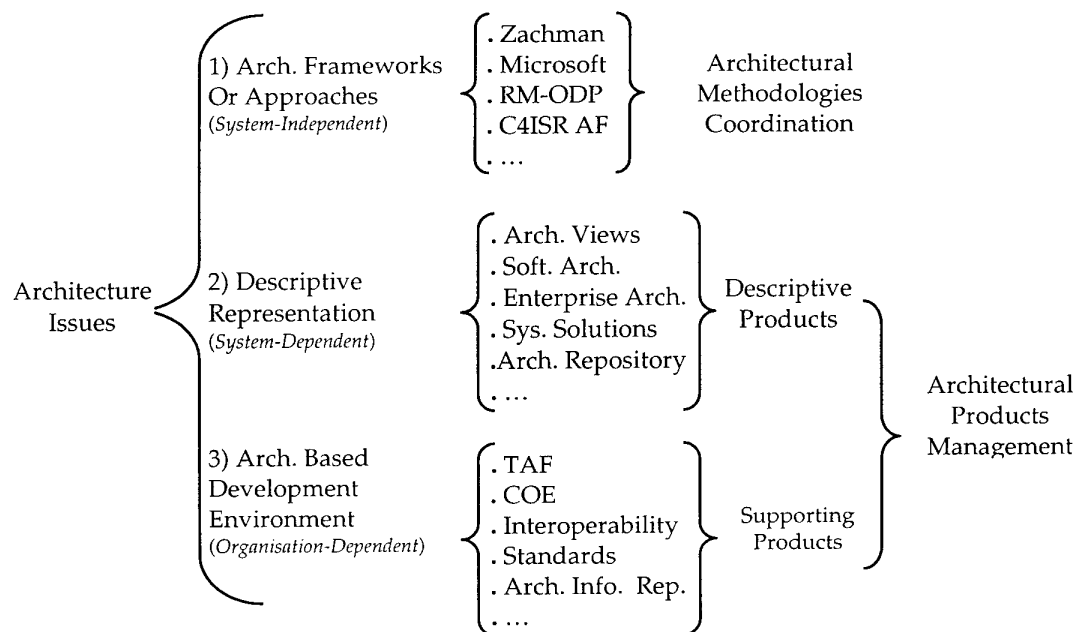 Architecture
Issues
1) Arch. Frameworks
Or Approaches
(System-Independent)
. Zachman
. Microsoft
. RM-ODP
. C4ISR AF
. ...
Architectural
Methodologies
Coordination
2) Descriptive
Representation
(System-Dependent)
. Arch. Views
. Soft. Arch.
. Enterprise Arch.
. Sys. Solutions
.Arch. Repository
. ...
Descriptive
Products
3) Arch. Based
Development
Environment
(Organisation-Dependent)
. TAF
. COE
. Interoperability
. Standards
. Arch. Info. Rep.
. ...
Supporting
Products
Architectural
Products
Management